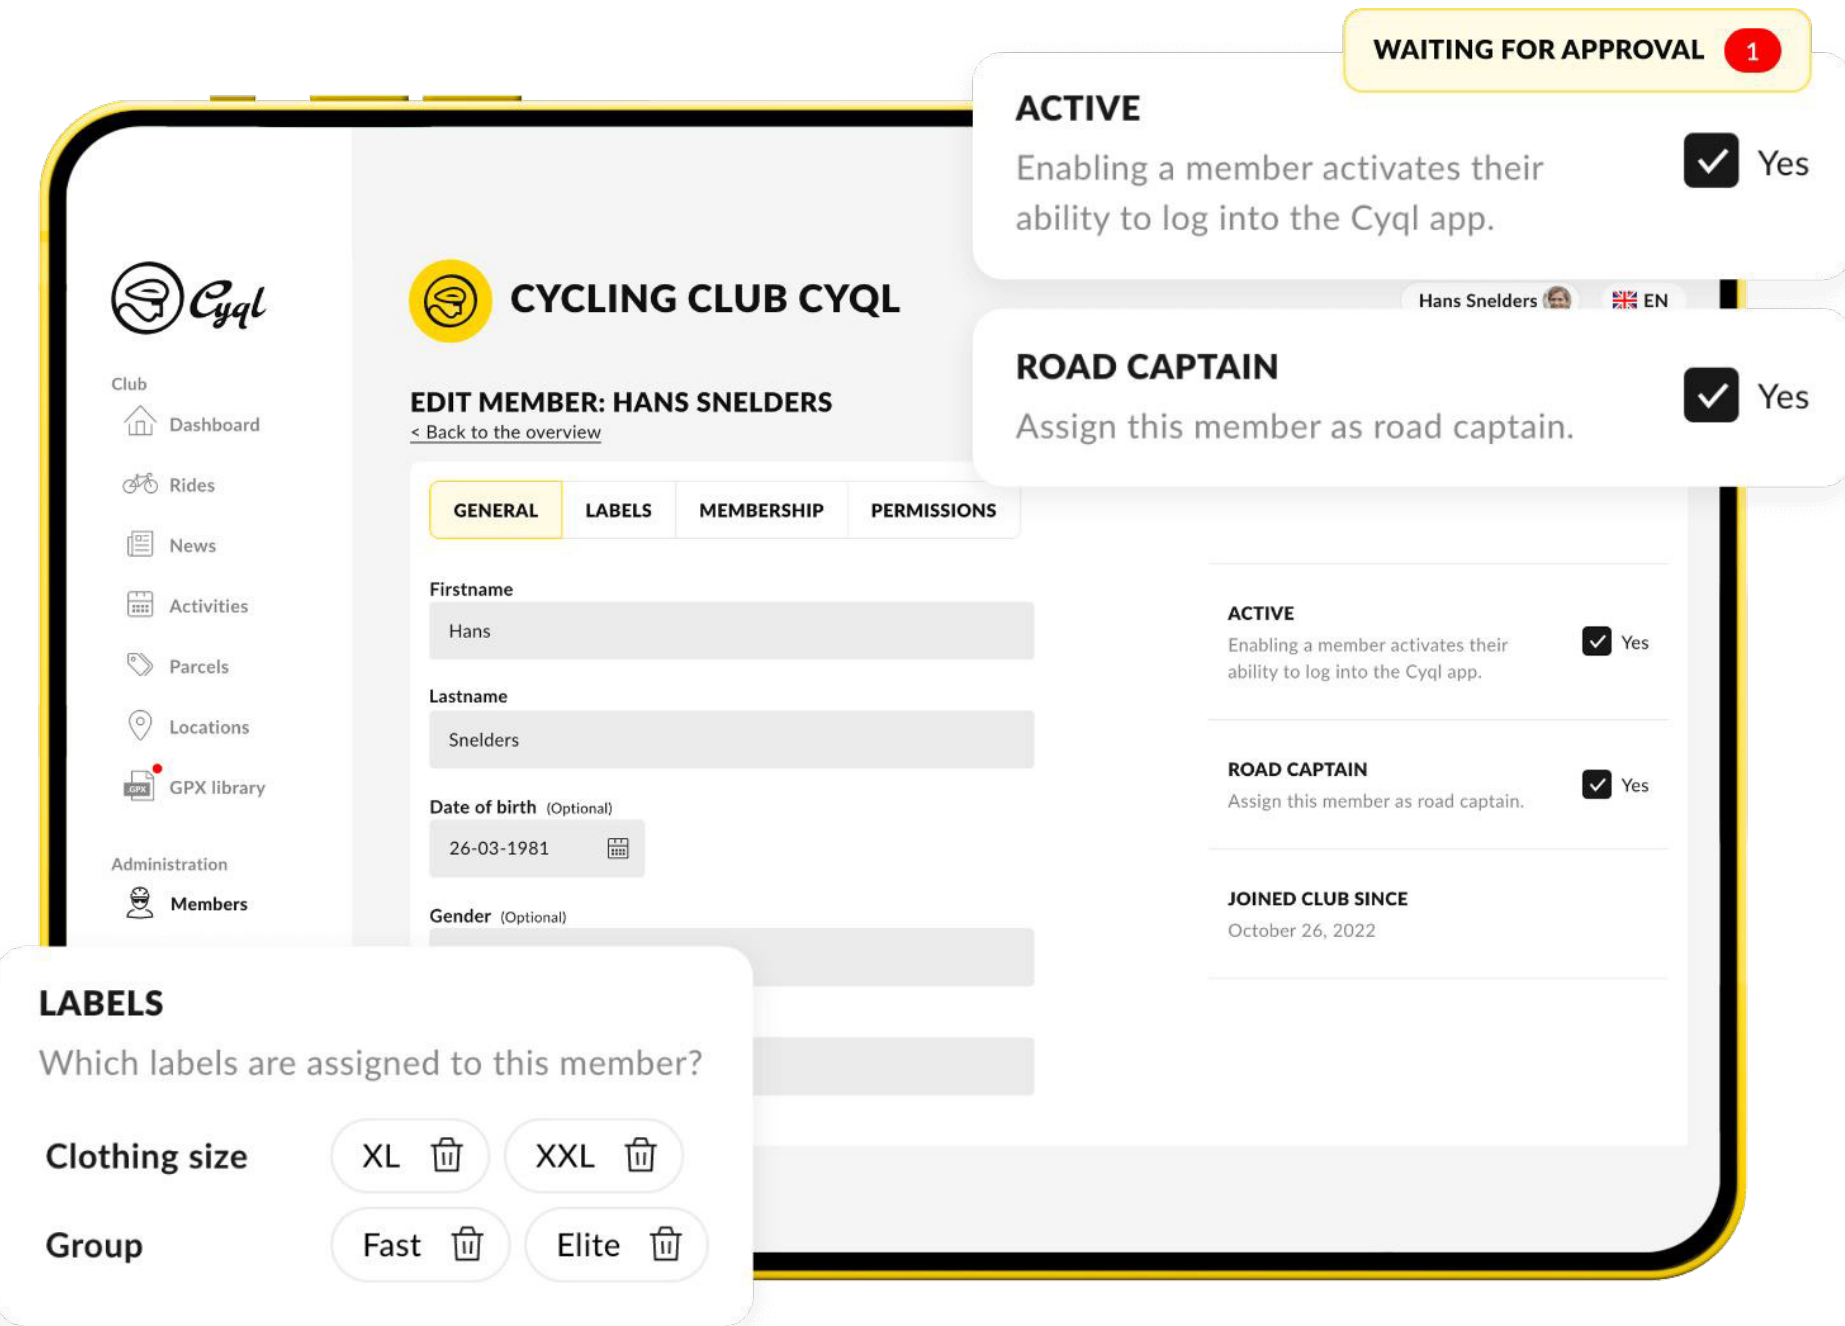 WAITING FOR APPROVAL 1
ACTIVE
Enabling a member activates their
ability to log into the Cyql app.
Yes
Cyql
CYCLING CLUB CYQL
Hans Snelders
EN
ROAD CAPTAIN
Assign this member as road captain.
Yes
Club
Dashboard
Rides
News
Activities
Parcels
Locations
GPX
GPX library
Administration
Members
EDIT MEMBER: HANS SNELDERS
< Back to the overview
GENERAL
LABELS
MEMBERSHIP
PERMISSIONS
Firstname
Hans
Lastname
Snelders
Date of birth (Optional)
26-03-1981
Gender (Optional)
ACTIVE
Enabling a member activates their
ability to log into the Cyql app.
Yes
ROAD CAPTAIN
Assign this member as road captain.
Yes
JOINED CLUB SINCE
October 26, 2022
LABELS
Which labels are assigned to this member?
Clothing size
XL
XXL
Group
Fast
Elite